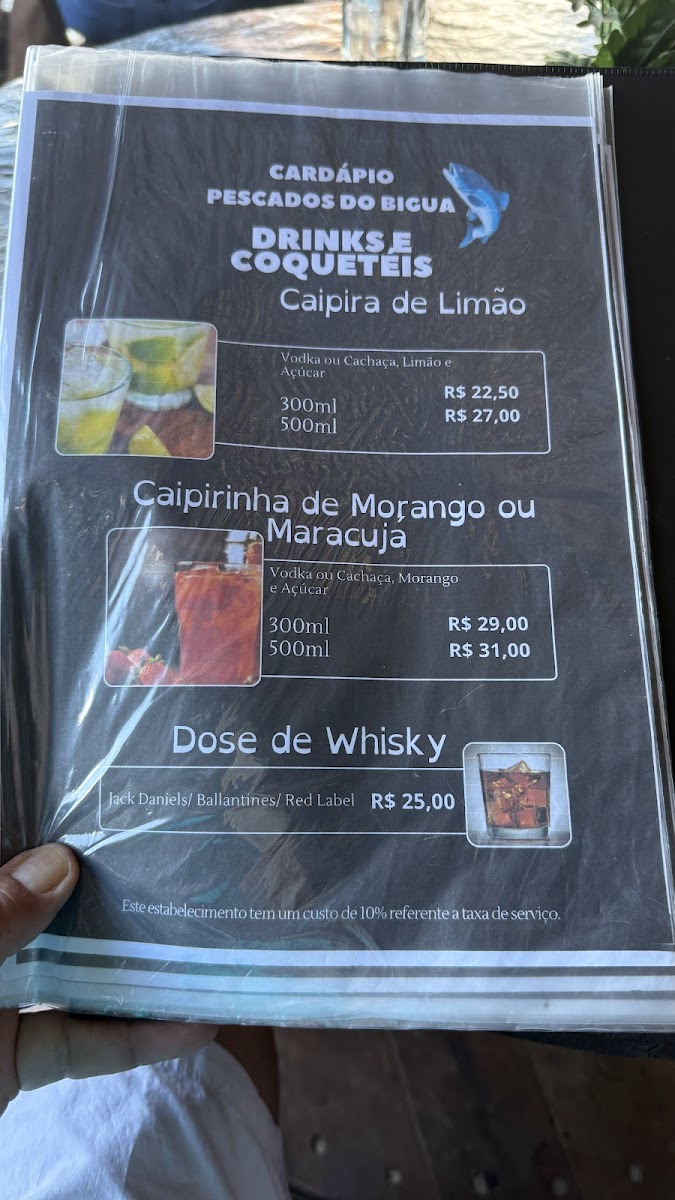 CARDÁPIO
PESCADOS DO BIGUA
DRINKS E
COQUETÉIS
Caipira de Limão
Vodka ou Cachaça, Limão e
Açúcar
300ml R$ 22,50
500ml R$ 27,00
Caipirinha de Morango ou
Maracujá
Vodka ou Cachaça, Morango
e Açúcar
300ml R$ 29,00
500ml R$ 31,00
Dose de Whisky
Jack Daniels/ Ballantines/ Red Label R$ 25,00
Este estabelecimento tem um custo de 10% referente a taxa de serviço.